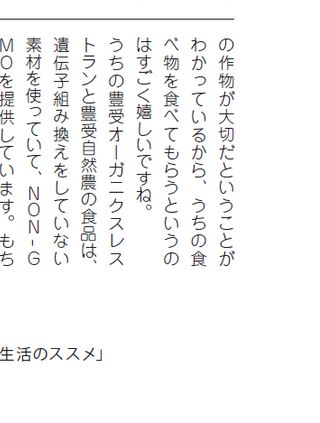 の作物が大切だということが
わかっているから、うちの食
べ物を食べてもらうというの
はすごく嬉しいですね。
うちの豊受オーガニクスレス
トランと豊受自然農の食品は、
遺伝子組み換えをしていない
素材を使っていて、NON-G
MOを提供しています。もち
生活のススメ」